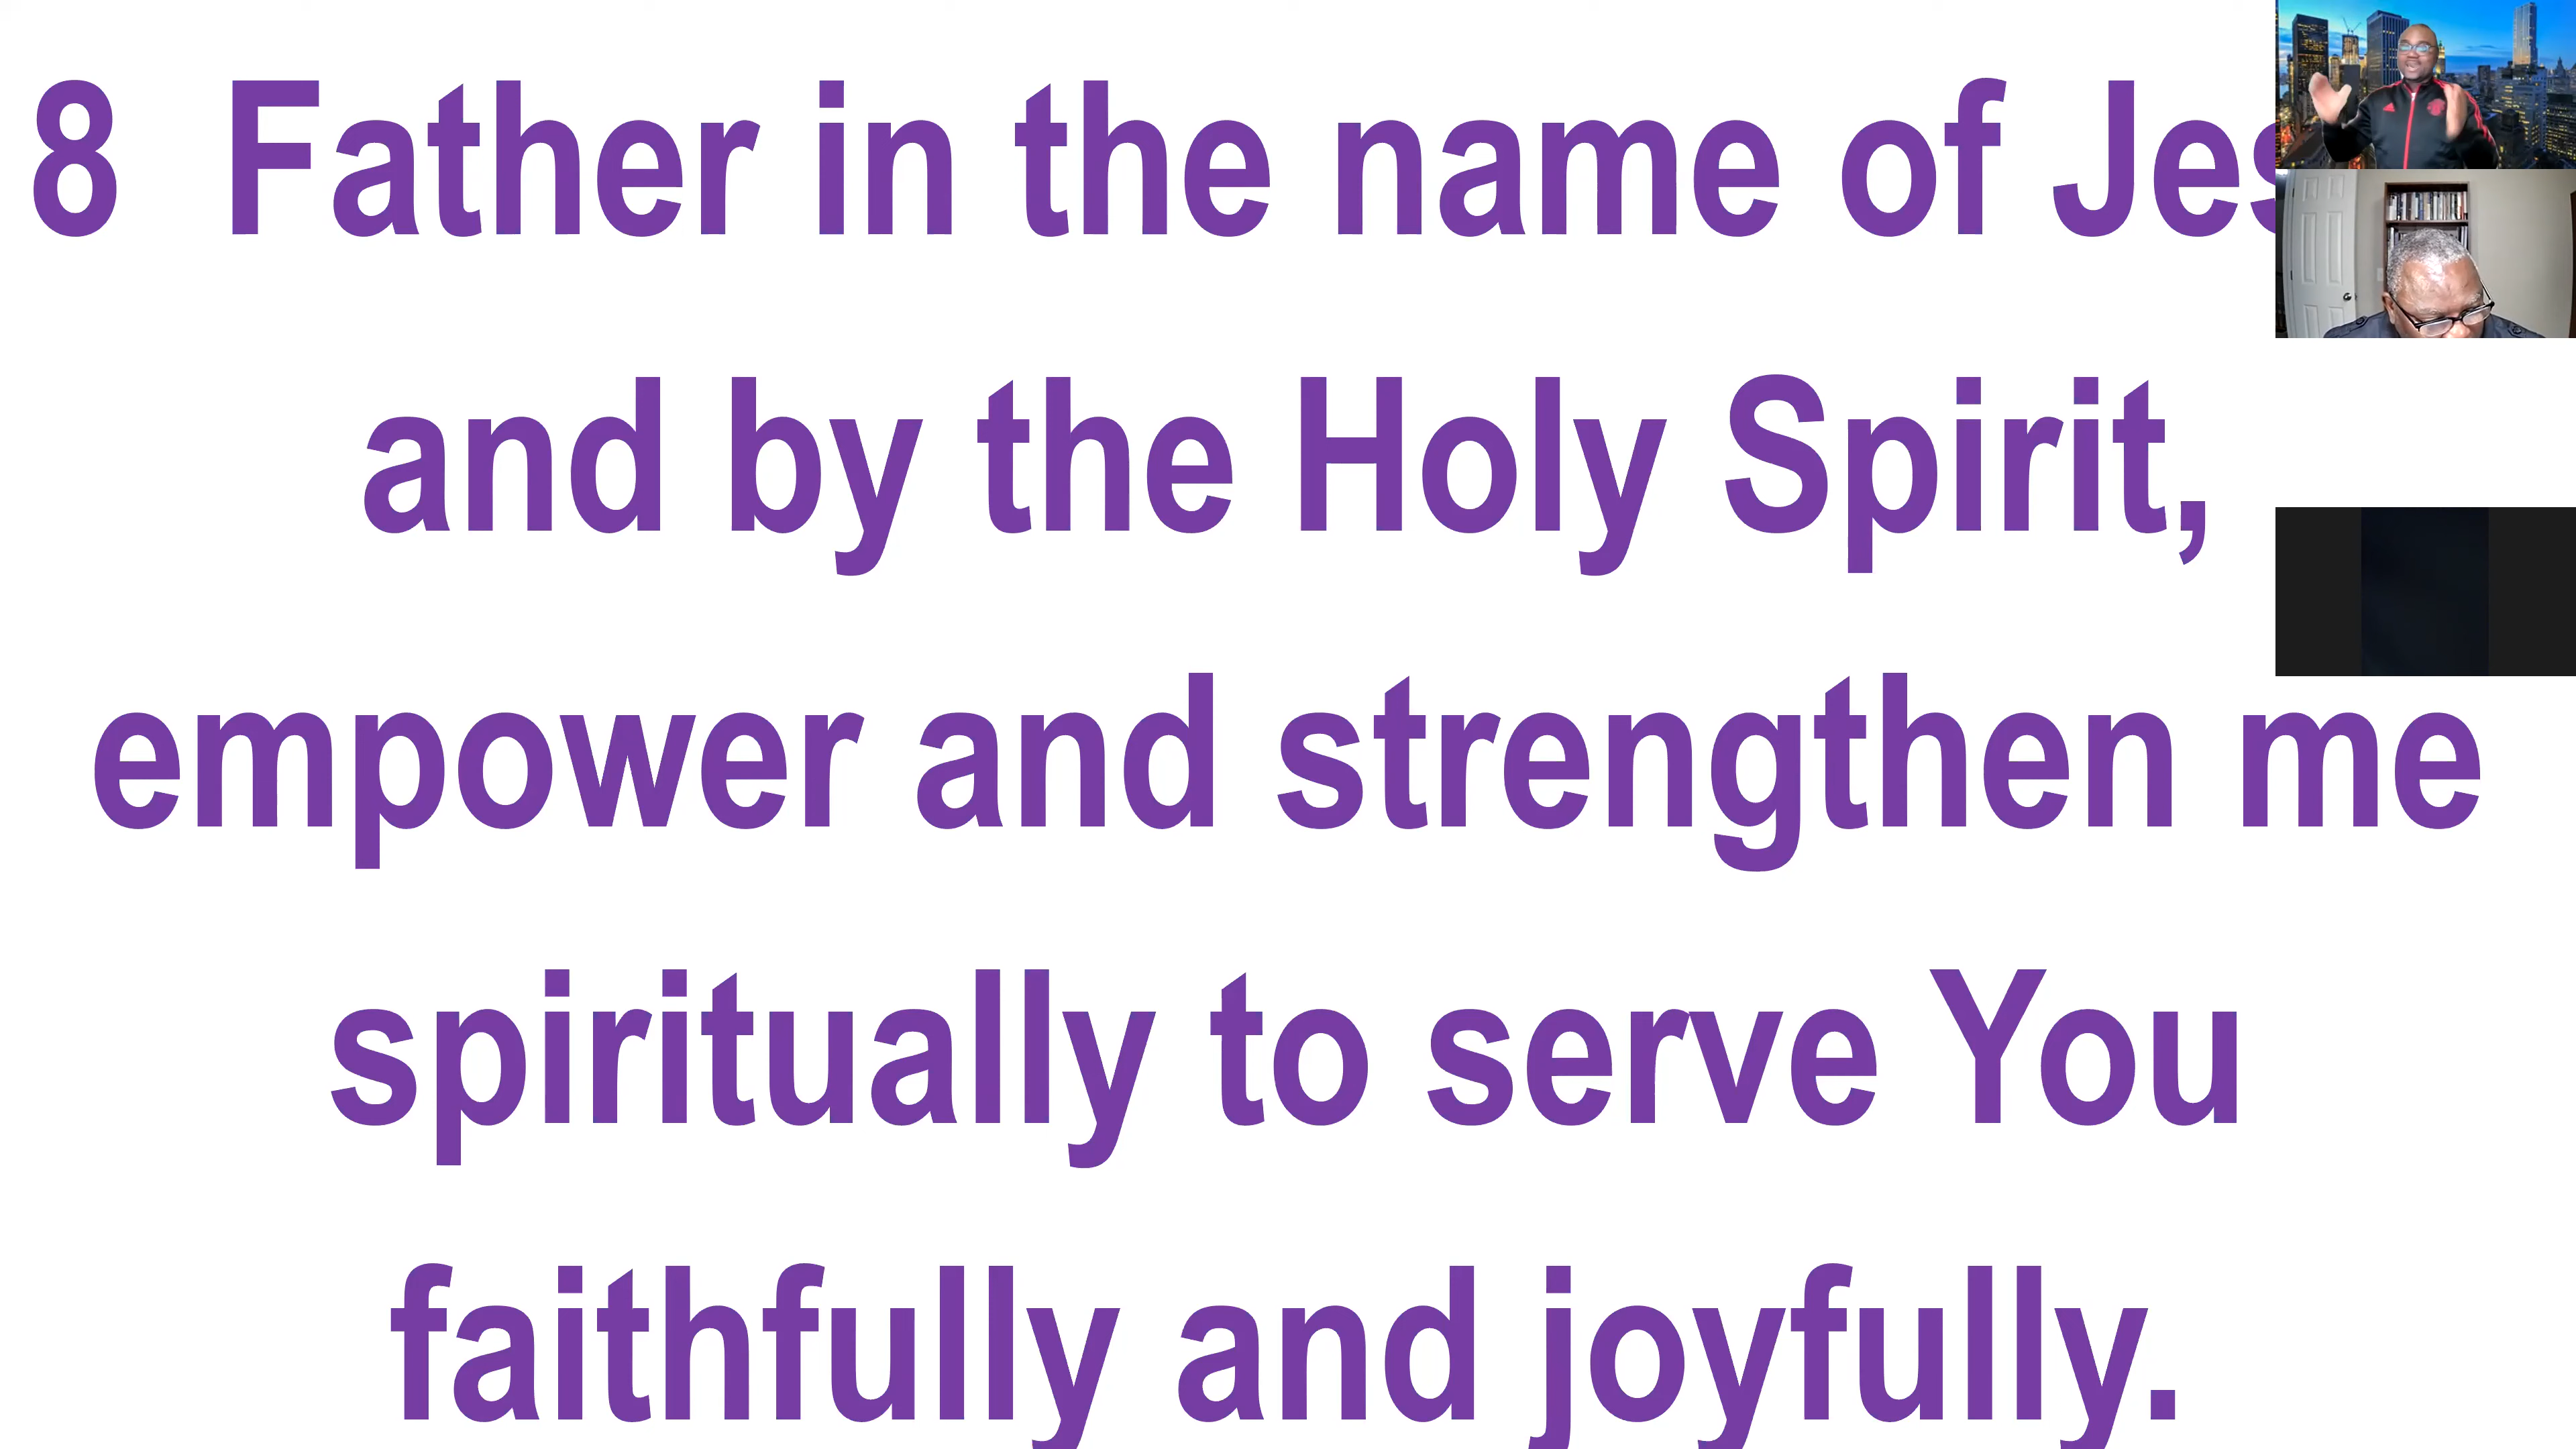 8 Father in the name of Jes
and by the Holy Spirit,
empower and strengthen me
spiritually to serve You
faithfully and joyfully.